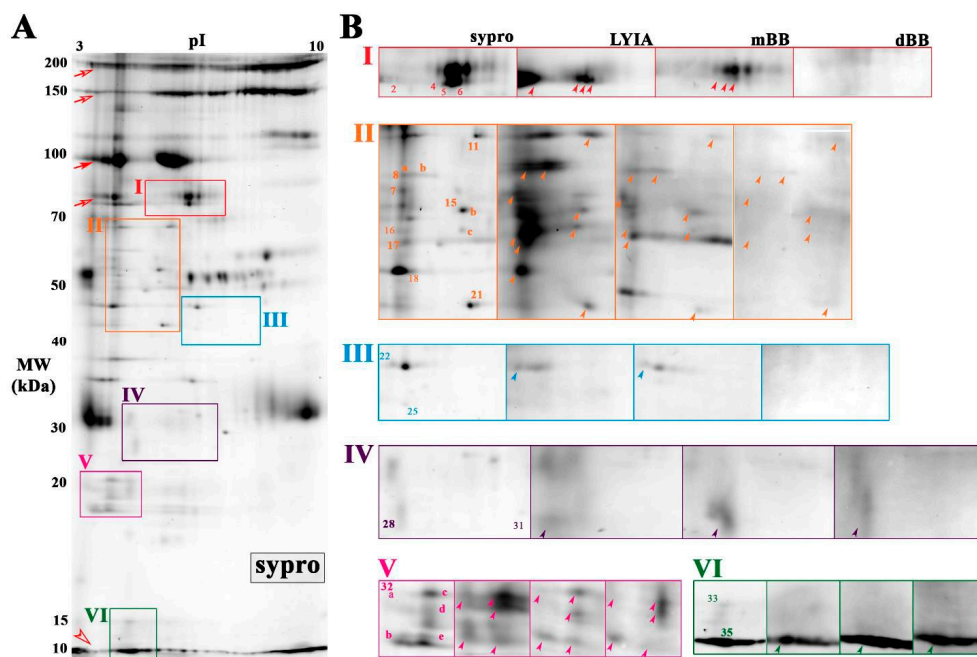 A
3 pI 10
200
150
100
70
50
40
MW
(kDa)
30
20
15
10
I
II
III
IV
V
VI
sypro
B
sypro LYIA mBB dBB
I
2 4 5 6
II
11
8 b
7
15 b
16 c
17
18
21
III
22
25
IV
28 31
V
32
a c
d
b e
VI
33
35